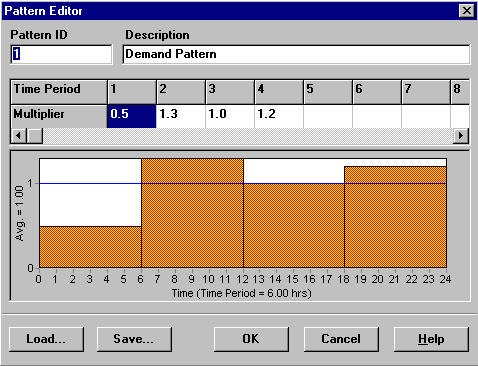 Pattern Editor
Pattern ID Description
1 Demand Pattern
Time Period 1 2 3 4 5 6 7 8
Multiplier 0.5 1.3 1.0 1.2
Avg. = 1.00
1
0
0 1 2 3 4 5 6 7 8 9 10 11 12 13 14 15 16 17 18 19 20 21 22 23 24
Time (Time Period = 6.00 hrs)
Load... Save... OK Cancel Help